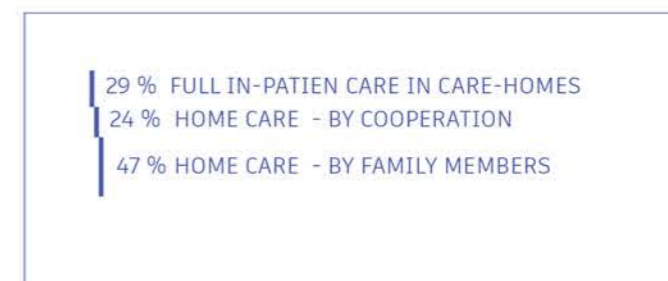 29 % FULL IN-PATIEN CARE IN CARE-HOMES
24 % HOME CARE - BY COOPERATION
47 % HOME CARE - BY FAMILY MEMBERS